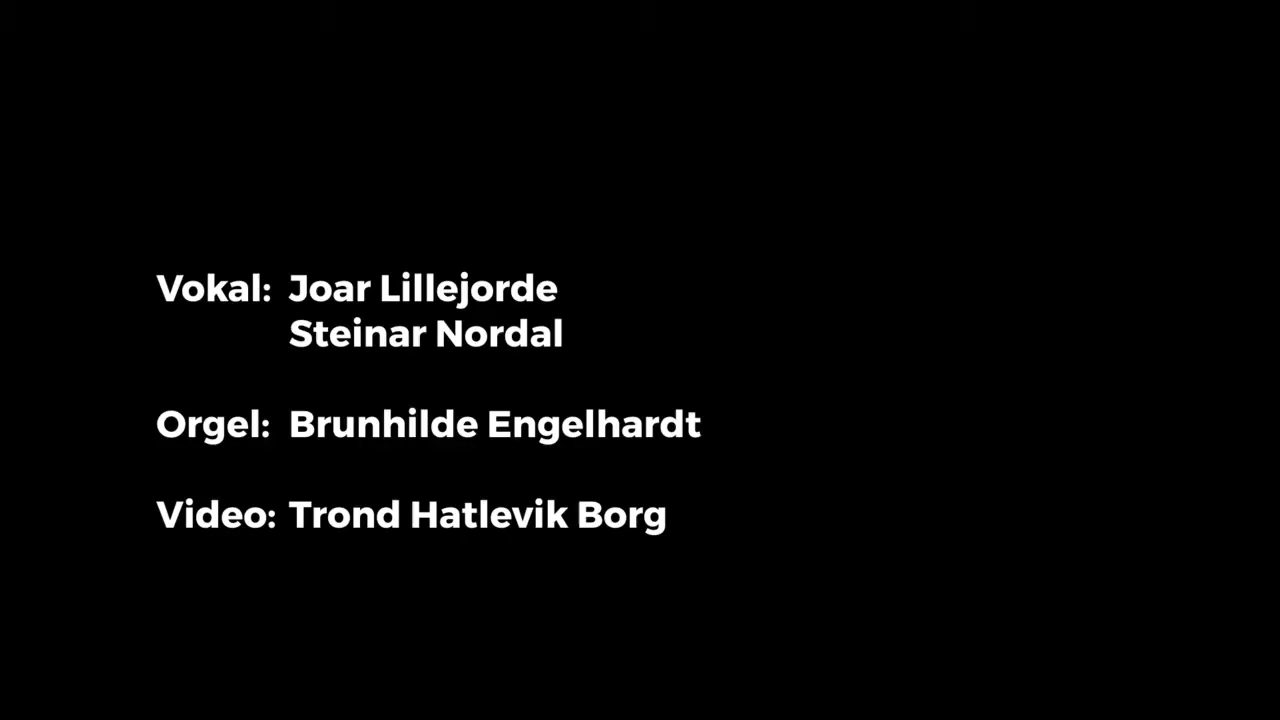 Vokal: Joar Lillejorde
Steinar Nordal
Orgel: Brunhilde Engelhardt
Video: Trond Hatlevik Borg